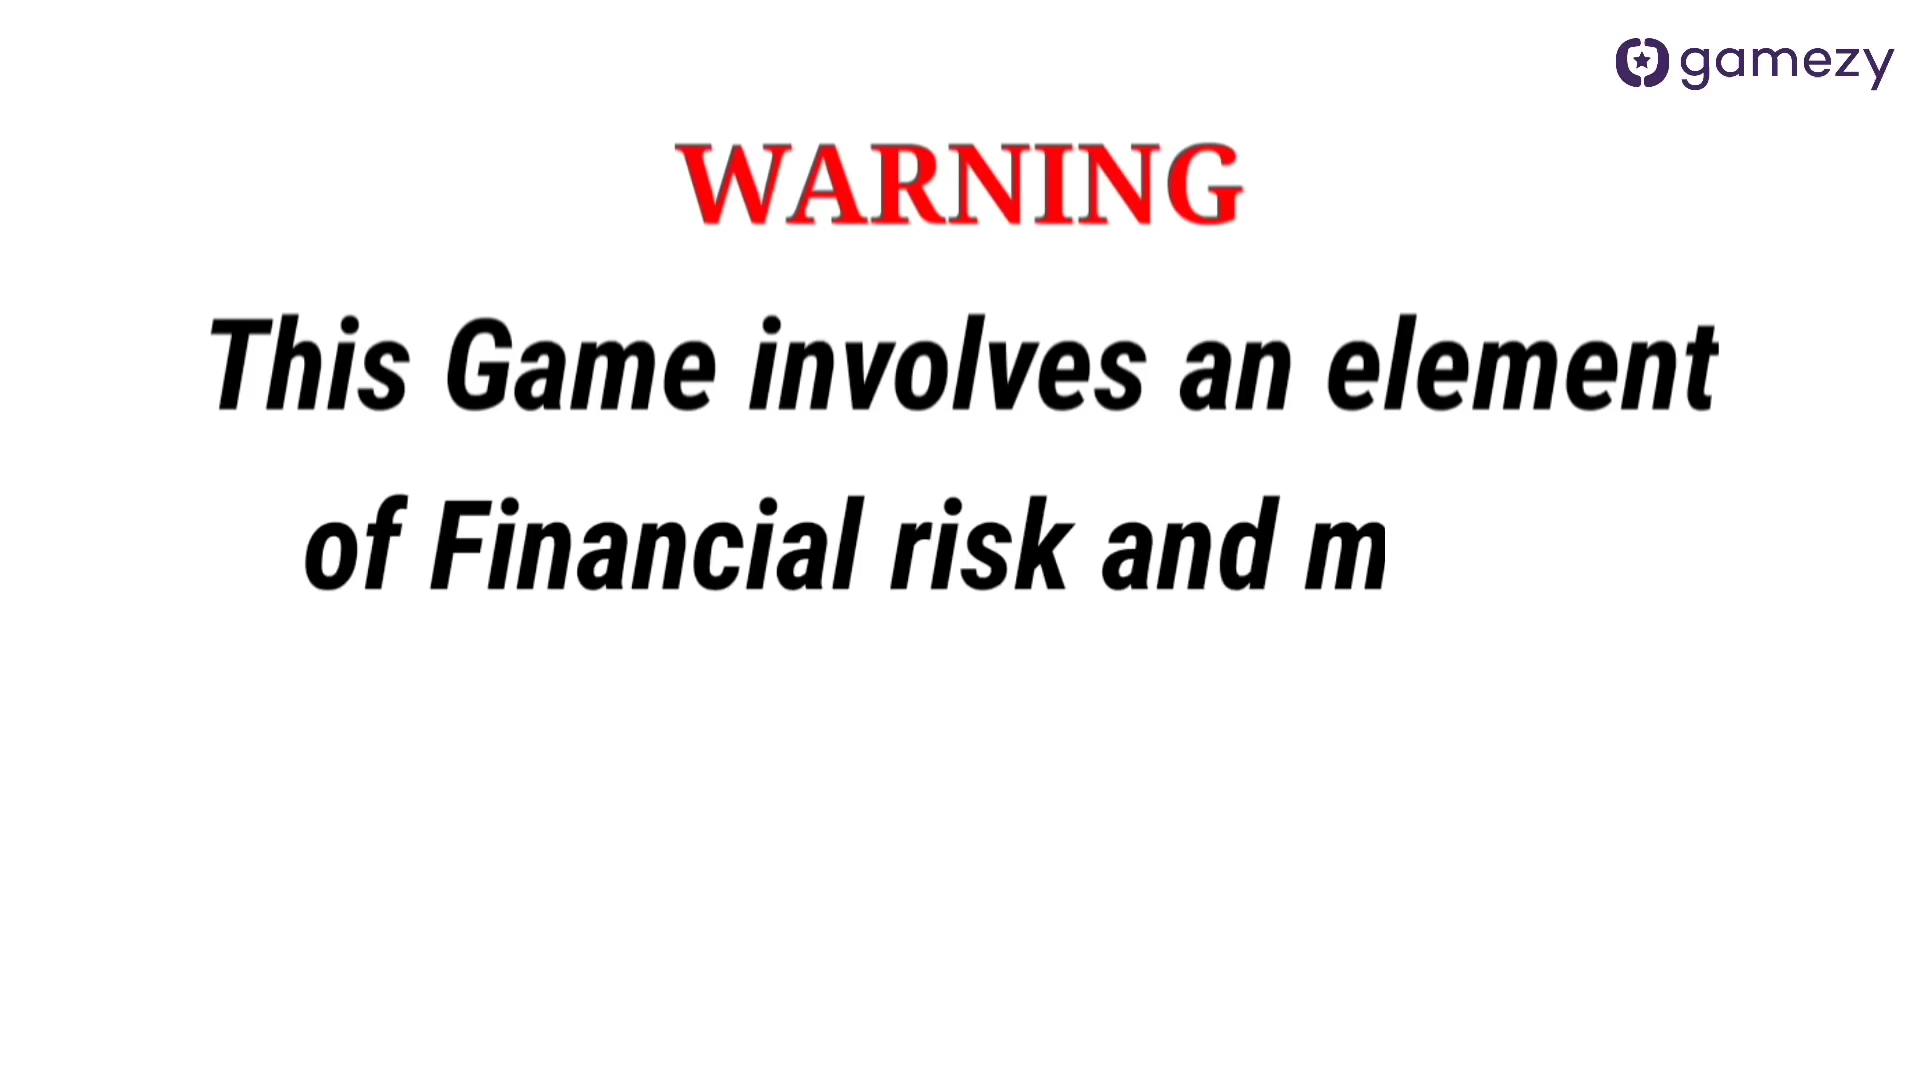 gamezy
WARNING
This Game involves an element
of Financial risk and m